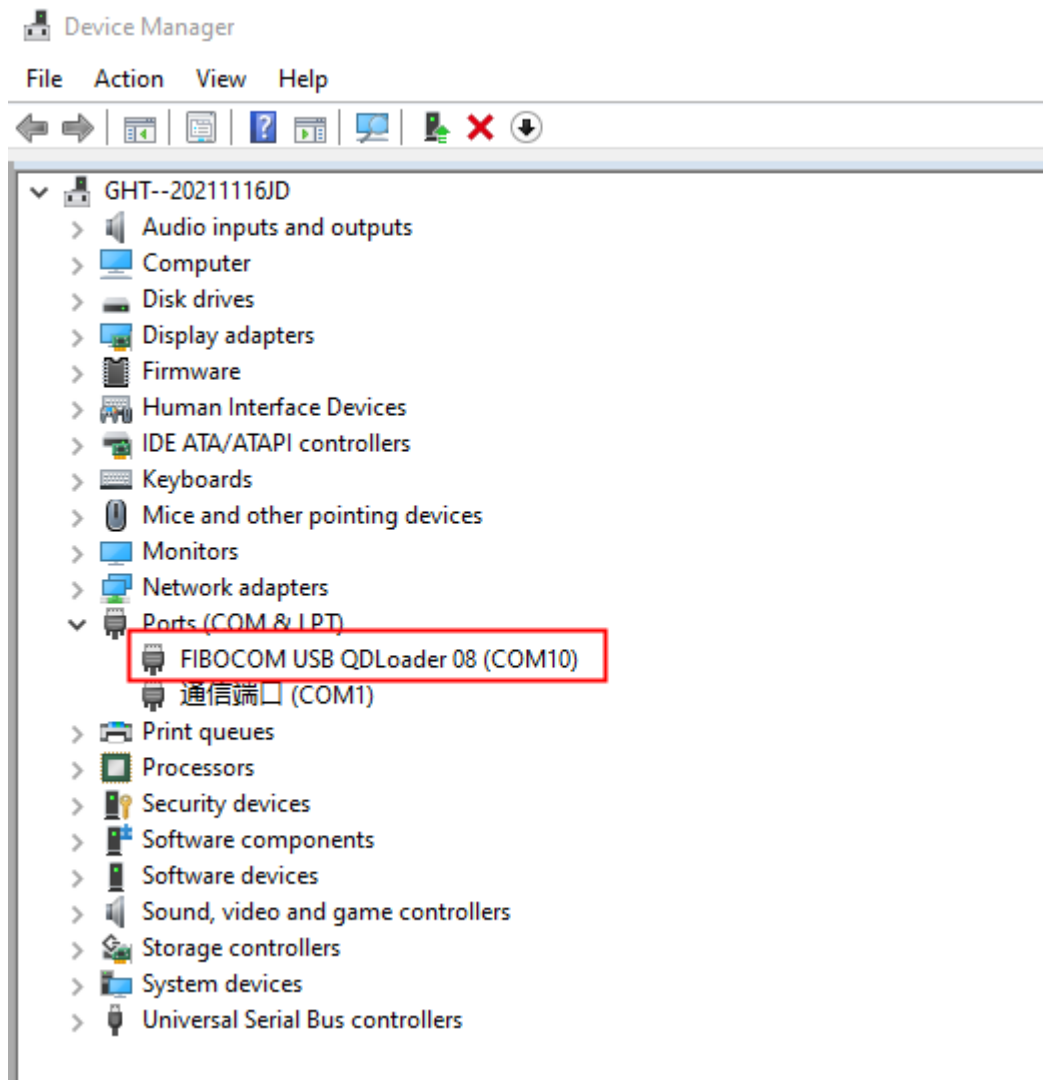 Device Manager
File Action View Help
GHT--20211116JD
Audio inputs and outputs
Computer
Disk drives
Display adapters
Firmware
Human Interface Devices
IDE ATA/ATAPI controllers
Keyboards
Mice and other pointing devices
Monitors
Network adapters
Ports (COM & LPT)
FIBOCOM USB QDLoader 08 (COM10)
通信端口 (COM1)
Print queues
Processors
Security devices
Software components
Software devices
Sound, video and game controllers
Storage controllers
System devices
Universal Serial Bus controllers